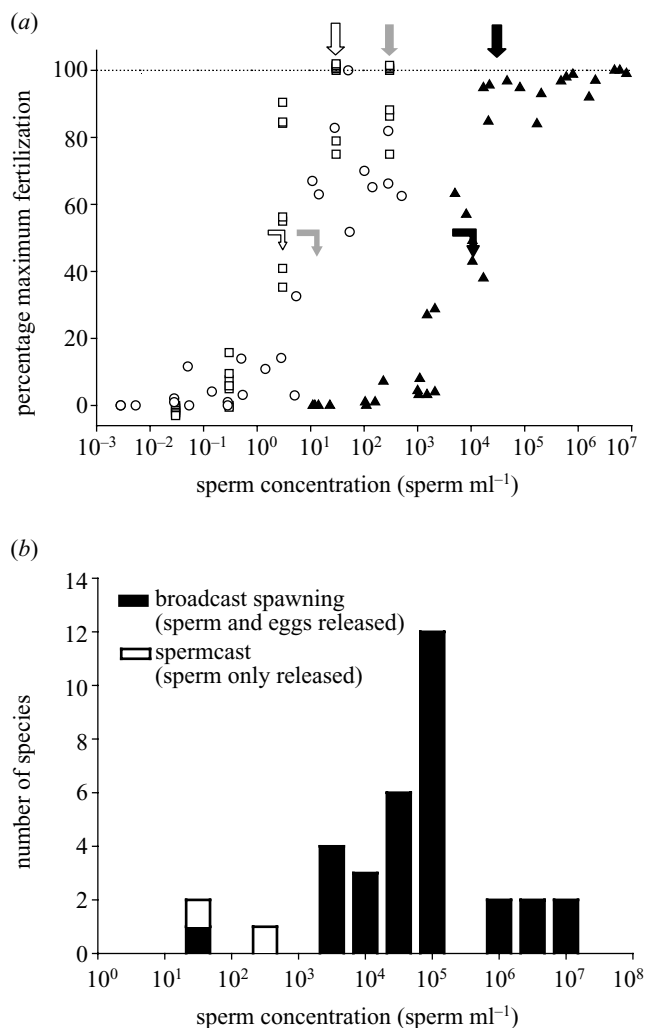 (a)
percentage maximum fertilization
100
80
60
40
20
0
10⁻³ 10⁻² 10⁻¹ 10⁰ 10¹ 10² 10³ 10⁴ 10⁵ 10⁶ 10⁷
sperm concentration (sperm ml⁻¹)
(b)
number of species
14
12
10
8
6
4
2
0
broadcast spawning
(sperm and eggs released)
spermcast
(sperm only released)
10⁰ 10¹ 10² 10³ 10⁴ 10⁵ 10⁶ 10⁷ 10⁸
sperm concentration (sperm ml⁻¹)